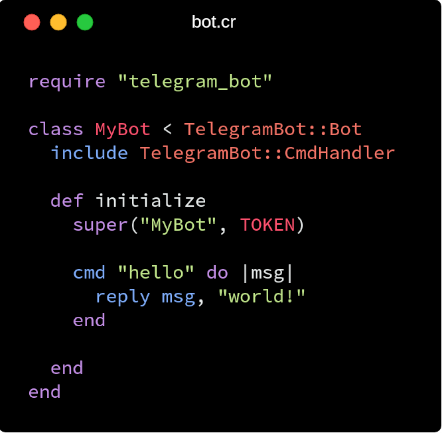 bot.cr
require "telegram_bot"
class MyBot < TelegramBot::Bot
  include TelegramBot::CmdHandler
  def initialize
    super("MyBot", TOKEN)
    cmd "hello" do |msg|
      reply msg, "world!"
    end
  end
end